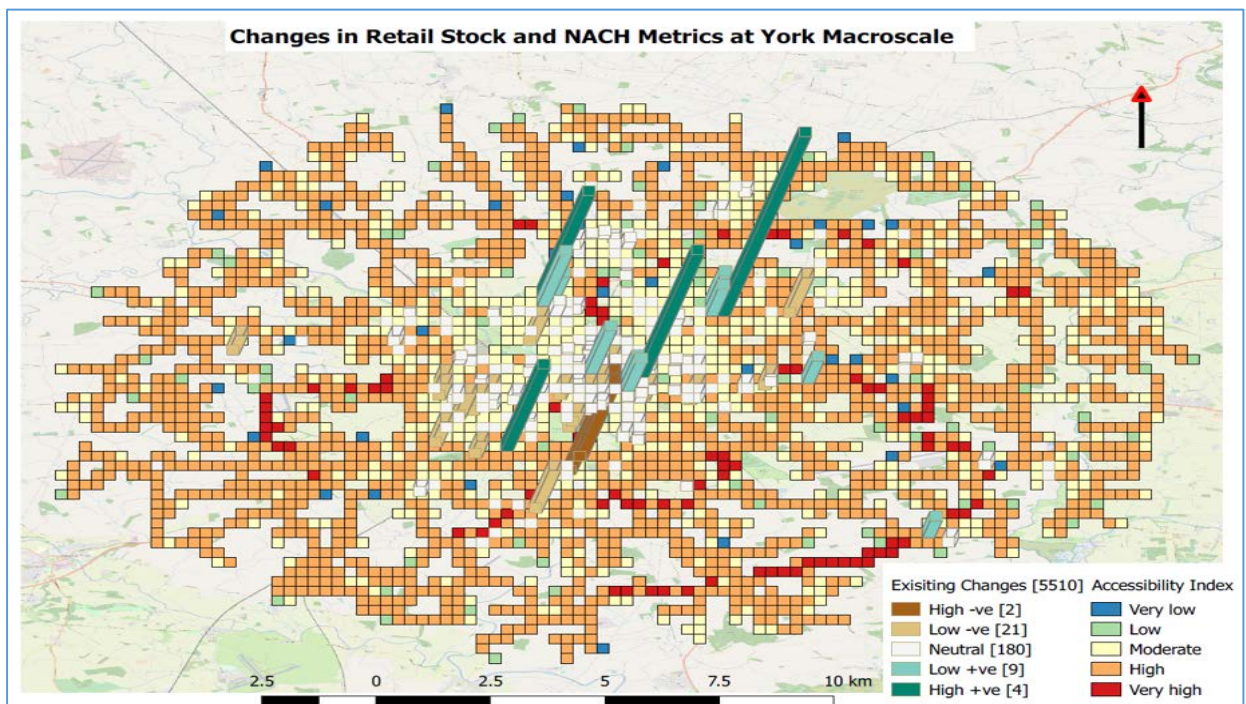 Changes in Retail Stock and NACH Metrics at York Macroscale
Exisiting Changes [5510] Accessibility Index
High -ve [2] Very low
Low -ve [21] Low
Neutral [180] Moderate
Low +ve [9] High
High +ve [4] Very high
2.5 0 2.5 5 7.5 10 km